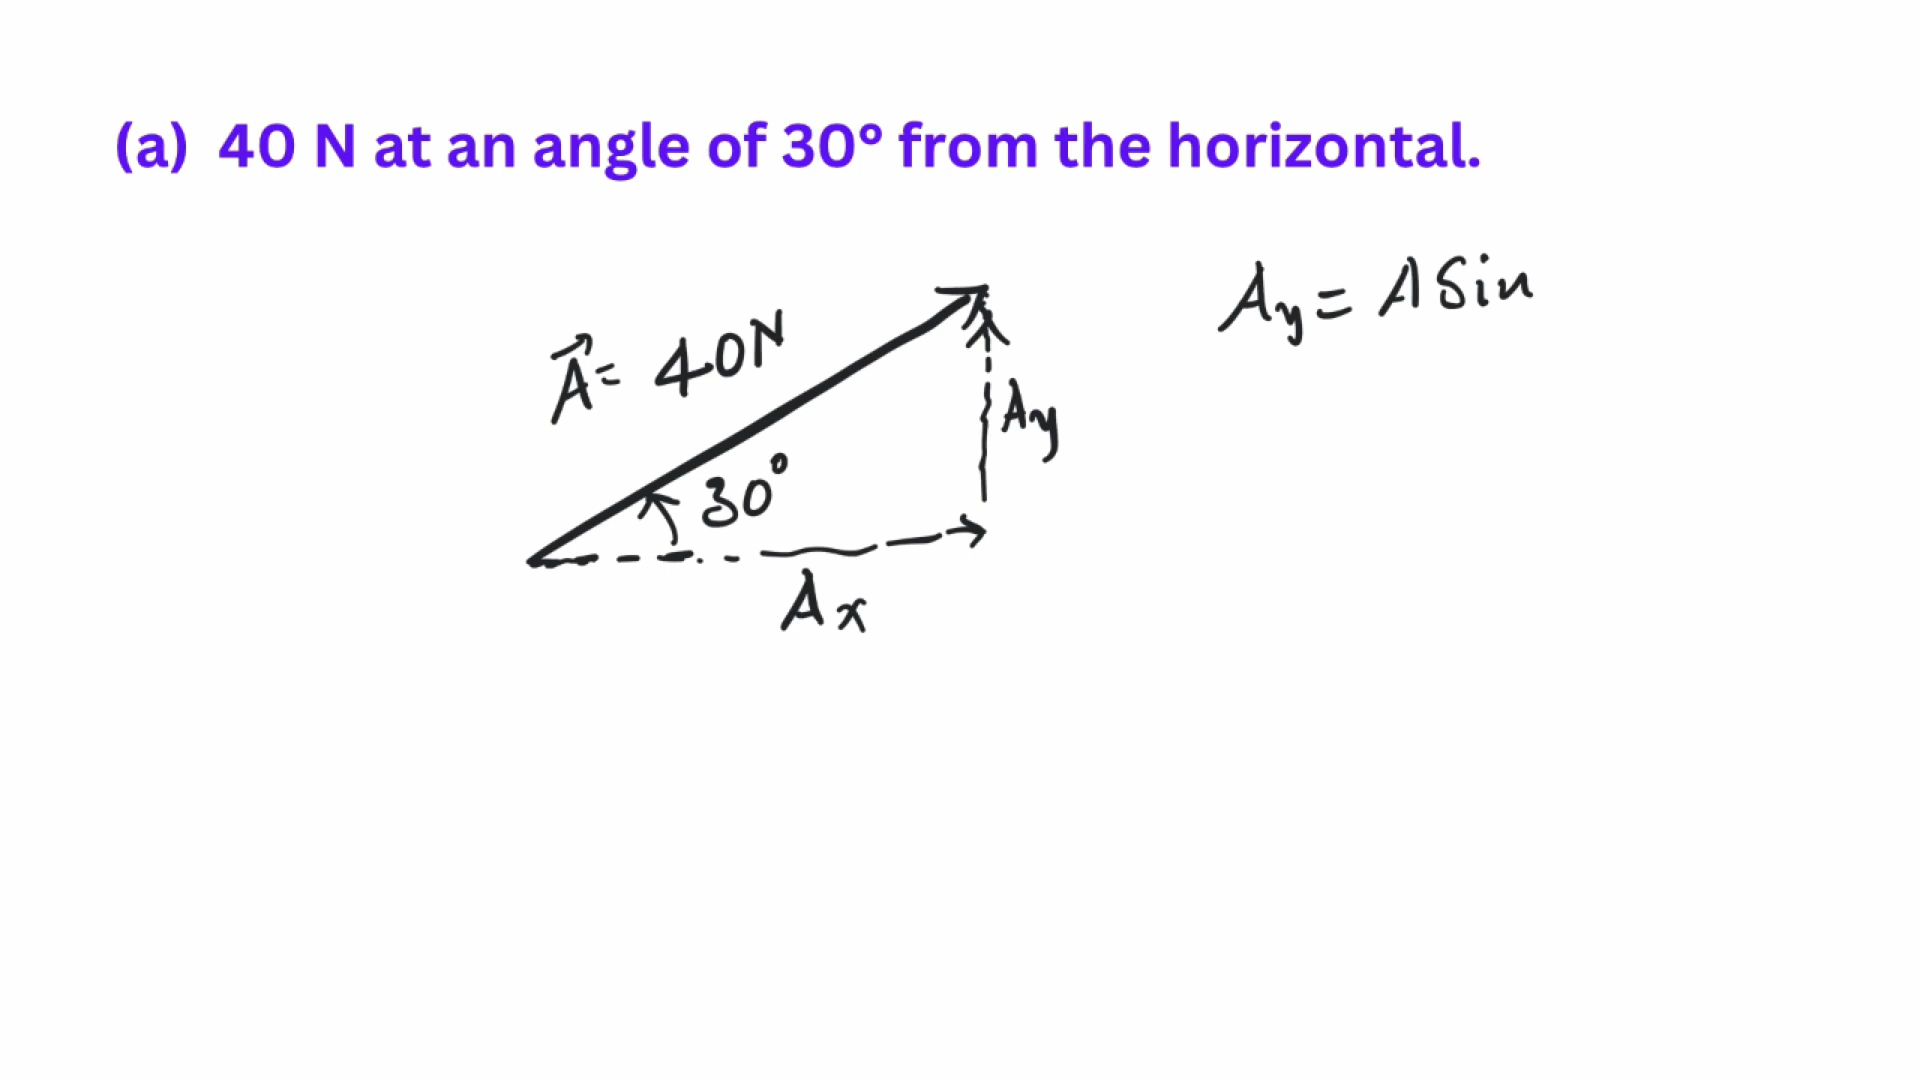 (a) 40 N at an angle of 30° from the horizontal.
A⃗ = 40N
Ay = A Sin
Ay
30°
Ax